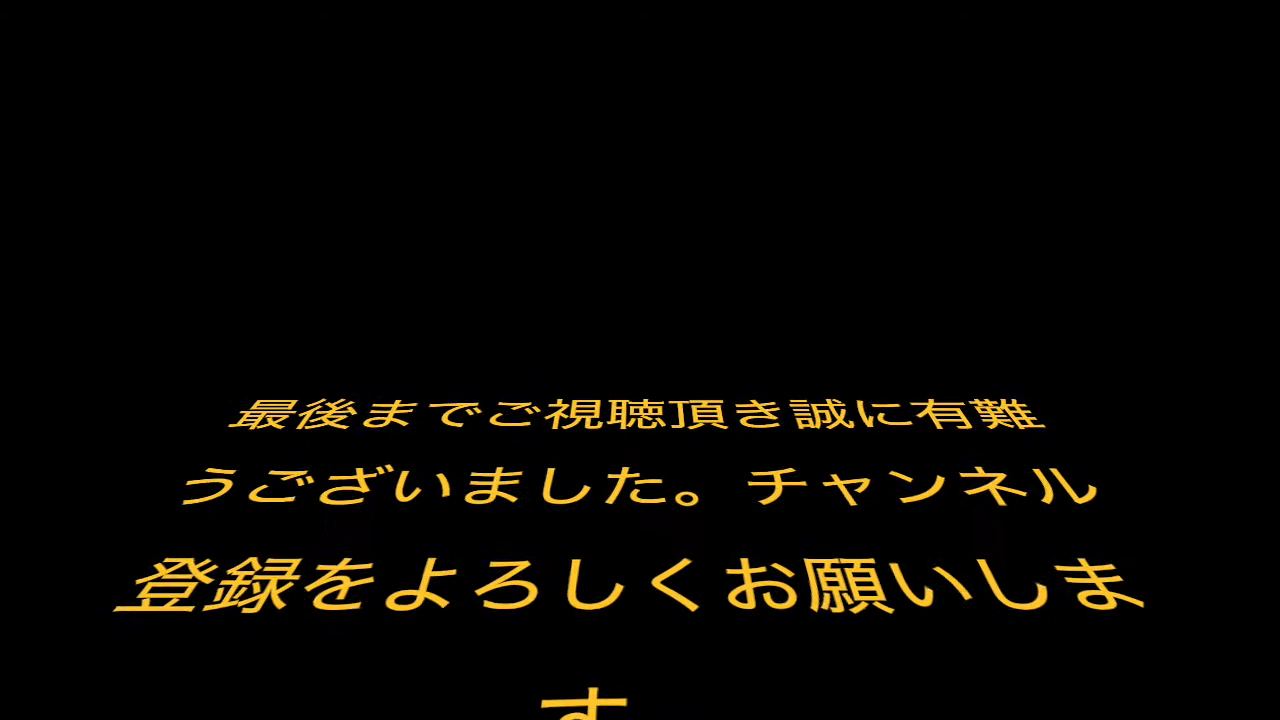 最後までご視聴頂き誠に有難
うございました。チャンネル
登録をよろしくお願いしま
す